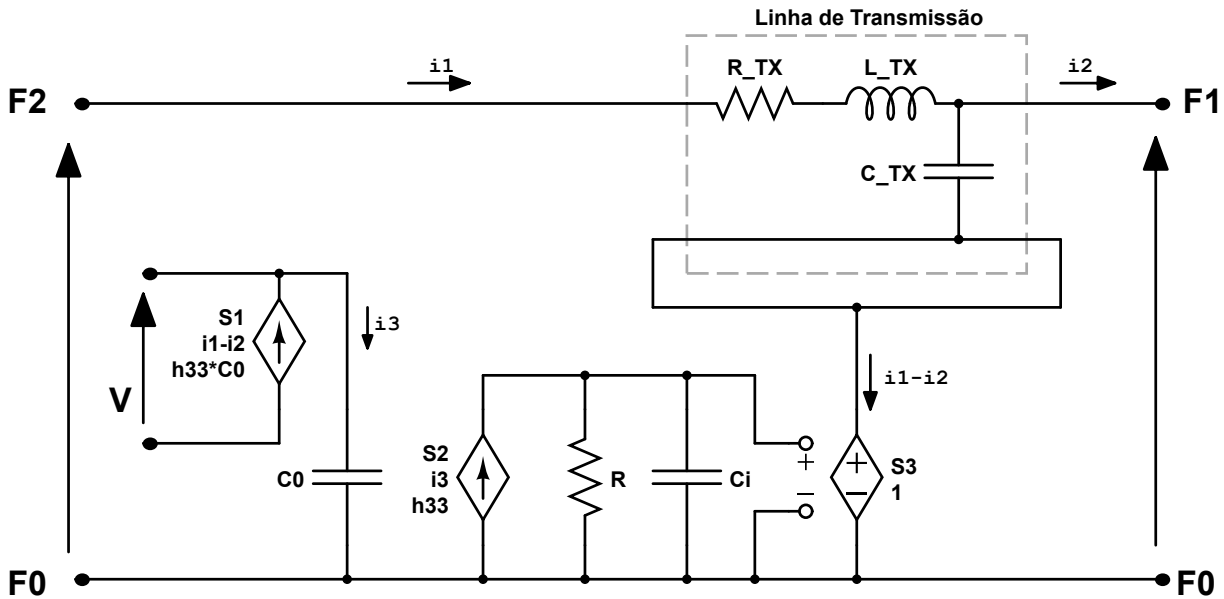 Linha de Transmissão
i1
R_TX
L_TX
i2
F2
F1
C_TX
S1
i1-i2
h33*C0
i3
V
i1-i2
C0
S2
i3
h33
R
Ci
+
−
+
−
S3
1
F0
F0